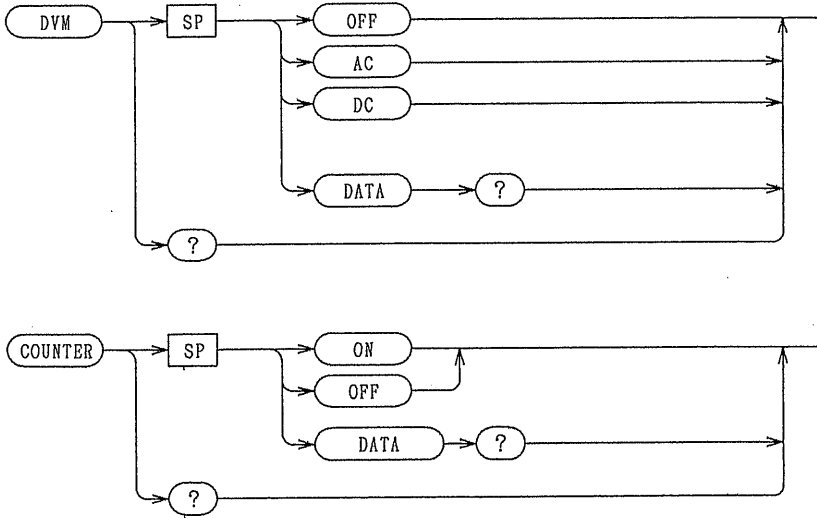 DVM SP OFF
AC
DC
DATA ?
?
COUNTER SP ON
OFF
DATA ?
?